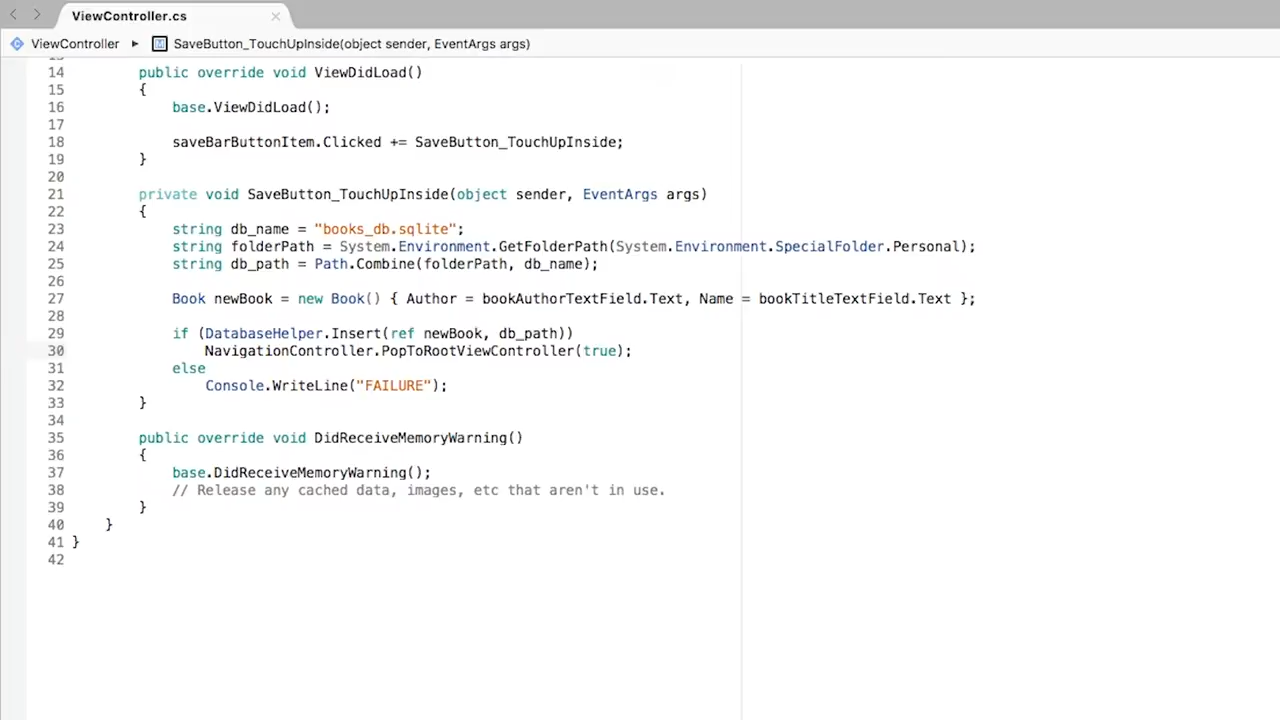 ViewController.cs
ViewController ▸ M SaveButton_TouchUpInside(object sender, EventArgs args)
14 public override void ViewDidLoad()
15 {
16 base.ViewDidLoad();
17
18 saveBarButtonItem.Clicked += SaveButton_TouchUpInside;
19 }
20
21 private void SaveButton_TouchUpInside(object sender, EventArgs args)
22 {
23 string db_name = "books_db.sqlite";
24 string folderPath = System.Environment.GetFolderPath(System.Environment.SpecialFolder.Personal);
25 string db_path = Path.Combine(folderPath, db_name);
26
27 Book newBook = new Book() { Author = bookAuthorTextField.Text, Name = bookTitleTextField.Text };
28
29 if (DatabaseHelper.Insert(ref newBook, db_path))
30 NavigationController.PopToRootViewController(true);
31 else
32 Console.WriteLine("FAILURE");
33 }
34
35 public override void DidReceiveMemoryWarning()
36 {
37 base.DidReceiveMemoryWarning();
38 // Release any cached data, images, etc that aren't in use.
39 }
40 }
41 }
42